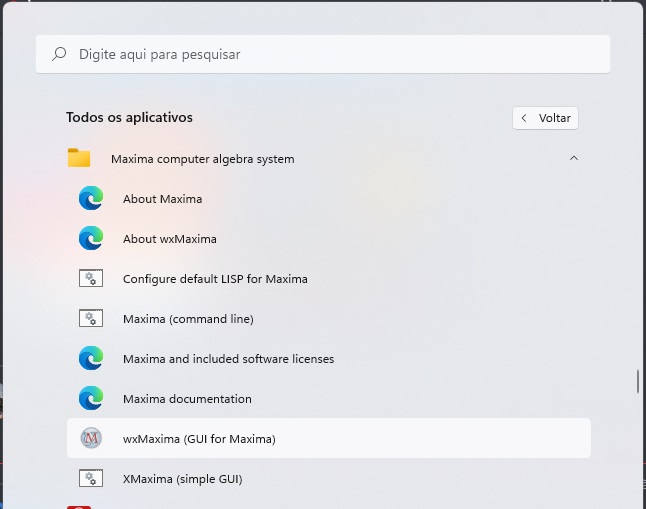 Digite aqui para pesquisar
Todos os aplicativos
Voltar
Maxima computer algebra system
About Maxima
About wxMaxima
Configure default LISP for Maxima
Maxima (command line)
Maxima and included software licenses
Maxima documentation
wxMaxima (GUI for Maxima)
XMaxima (simple GUI)